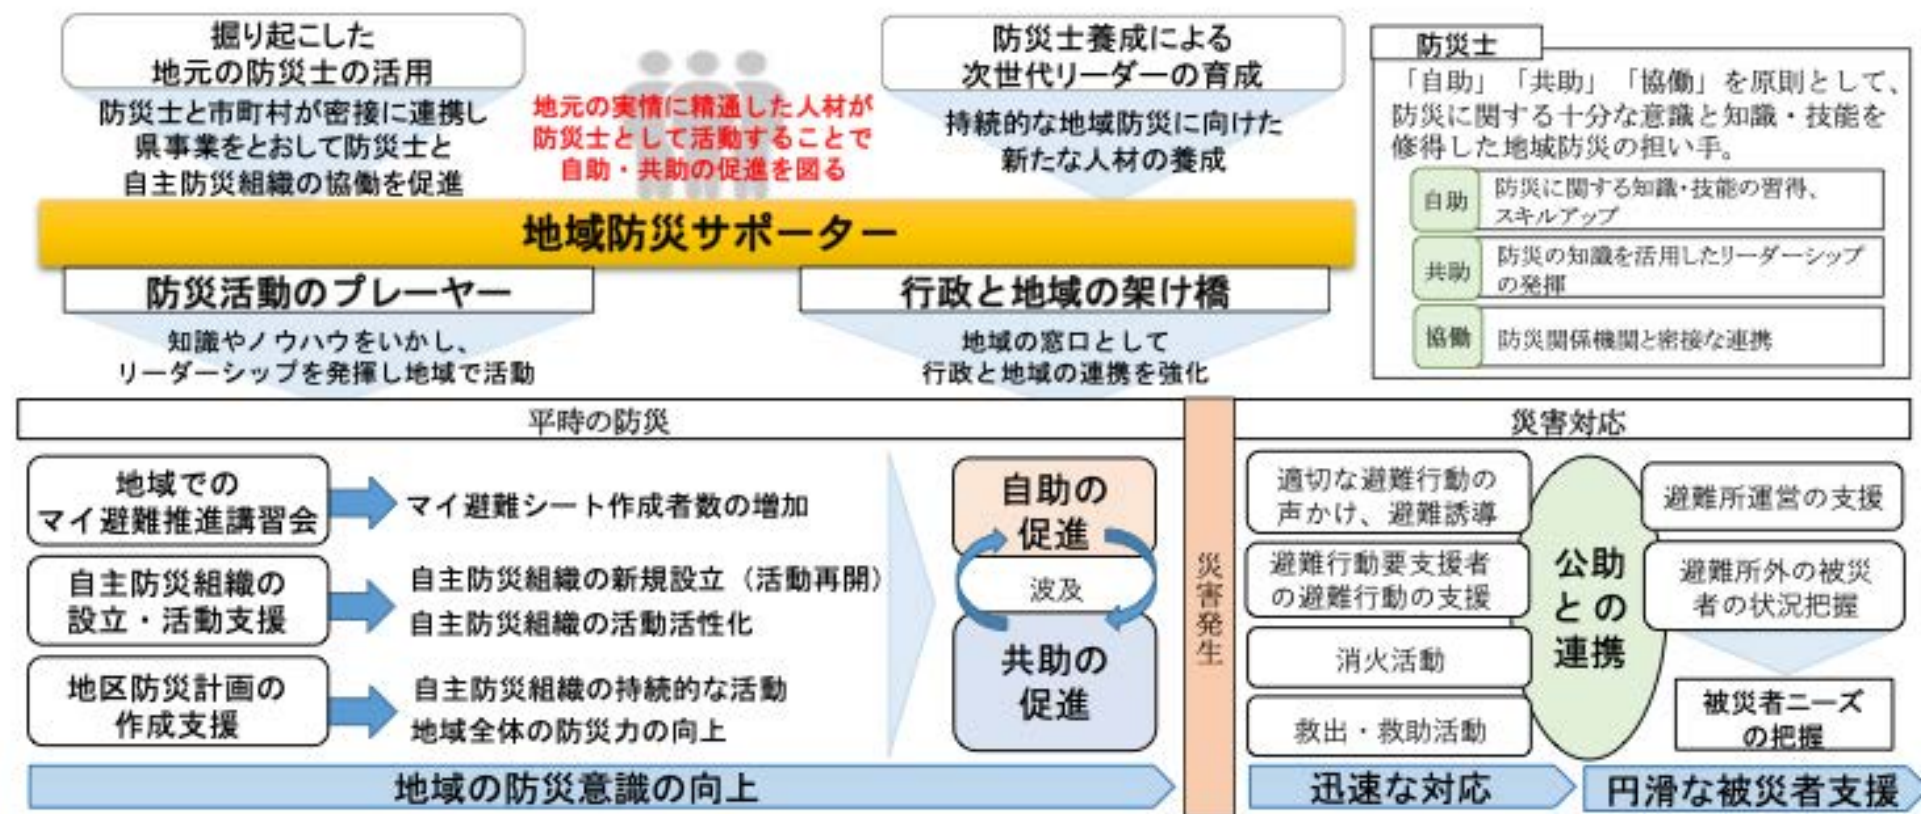 掘り起こした
地元の防災士の活用
防災士と市町村が密接に連携し
県事業をとおして防災士と
自主防災組織の協働を促進
地元の実情に精通した人材が
防災士として活動することで
自助・共助の促進を図る
防災士養成による
次世代リーダーの育成
持続的な地域防災に向けた
新たな人材の養成
防災士
「自助」「共助」「協働」を原則として、
防災に関する十分な意識と知識・技能を
修得した地域防災の担い手。
自助
防災に関する知識・技能の習得、
スキルアップ
共助
防災の知識を活用したリーダーシップ
の発揮
協働
防災関係機関と密接な連携
地域防災サポーター
防災活動のプレーヤー
知識やノウハウをいかし、
リーダーシップを発揮し地域で活動
行政と地域の架け橋
地域の窓口として
行政と地域の連携を強化
平時の防災
地域での
マイ避難推進講習会
マイ避難シート作成者数の増加
自主防災組織の
設立・活動支援
自主防災組織の新規設立（活動再開）
自主防災組織の活動活性化
地区防災計画の
作成支援
自主防災組織の持続的な活動
地域全体の防災力の向上
自助の
促進
波及
共助の
促進
地域の防災意識の向上
災害発生
災害対応
適切な避難行動の
声かけ、避難誘導
避難行動要支援者
の避難行動の支援
消火活動
救出・救助活動
公助
との
連携
避難所運営の支援
避難所外の被災
者の状況把握
被災者ニーズ
の把握
迅速な対応
円滑な被災者支援